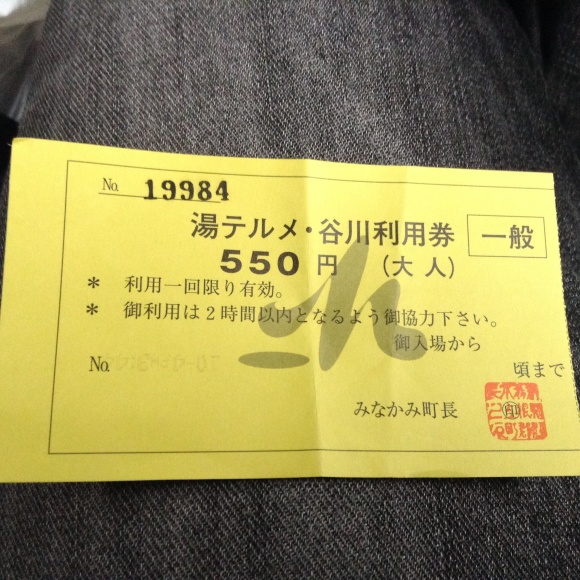 No. 19984
湯テルメ・谷川利用券
一般
550円 (大人)
* 利用一回限り有効。
* 御利用は2時間以内となるよう御協力下さい。
御入場から
No.
頃まで
みなかみ町長